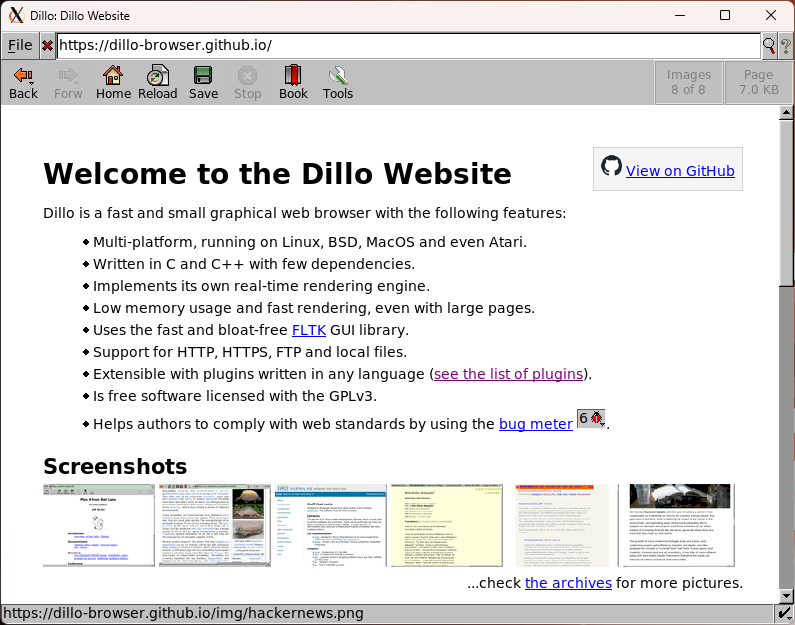 Dillo: Dillo Website
File
https://dillo-browser.github.io/
Back Forw Home Reload Save Stop Book Tools
Images
8 of 8
Page
7.0 KB
Welcome to the Dillo Website
View on GitHub
Dillo is a fast and small graphical web browser with the following features:
Multi-platform, running on Linux, BSD, MacOS and even Atari.
Written in C and C++ with few dependencies.
Implements its own real-time rendering engine.
Low memory usage and fast rendering, even with large pages.
Uses the fast and bloat-free FLTK GUI library.
Support for HTTP, HTTPS, FTP and local files.
Extensible with plugins written in any language (see the list of plugins).
Is free software licensed with the GPLv3.
Helps authors to comply with web standards by using the bug meter 6.
Screenshots
...check the archives for more pictures.
https://dillo-browser.github.io/img/hackernews.png